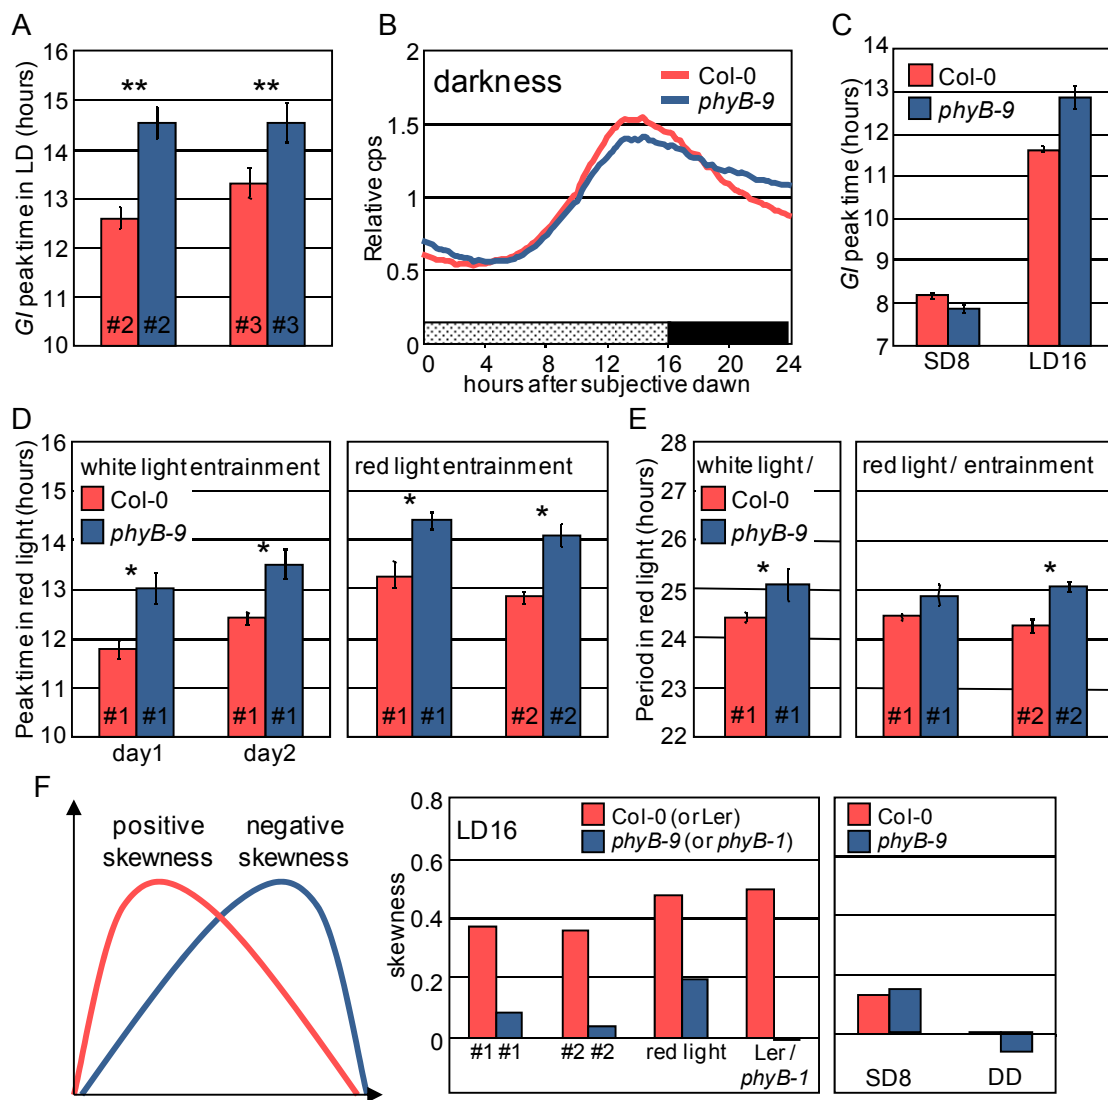 A
GI peak time in LD (hours)
16
15
14
13
12
11
10
**
**
#2 #2 #3 #3
B
Relative cps
2
1.5
1
0.5
0
darkness
Col-0
phyB-9
0 4 8 12 16 20 24
hours after subjective dawn
C
GI peak time (hours)
14
13
12
11
10
9
8
7
Col-0
phyB-9
SD8 LD16
D
Peak time in red light (hours)
16
15
14
13
12
11
10
white light entrainment
Col-0
phyB-9
*
*
#1 #1 #1 #1
day1 day2
red light entrainment
*
*
#1 #1 #2 #2
E
Period in red light (hours)
28
27
26
25
24
23
22
white light /
Col-0
phyB-9
*
#1 #1
red light / entrainment
*
#1 #1 #2 #2
F
positive
skewness
negative
skewness
skewness
0.8
0.6
0.4
0.2
0
LD16
Col-0 (or Ler)
phyB-9 (or phyB-1)
#1 #1 #2 #2 red light Ler /
phyB-1
Col-0
phyB-9
SD8 DD